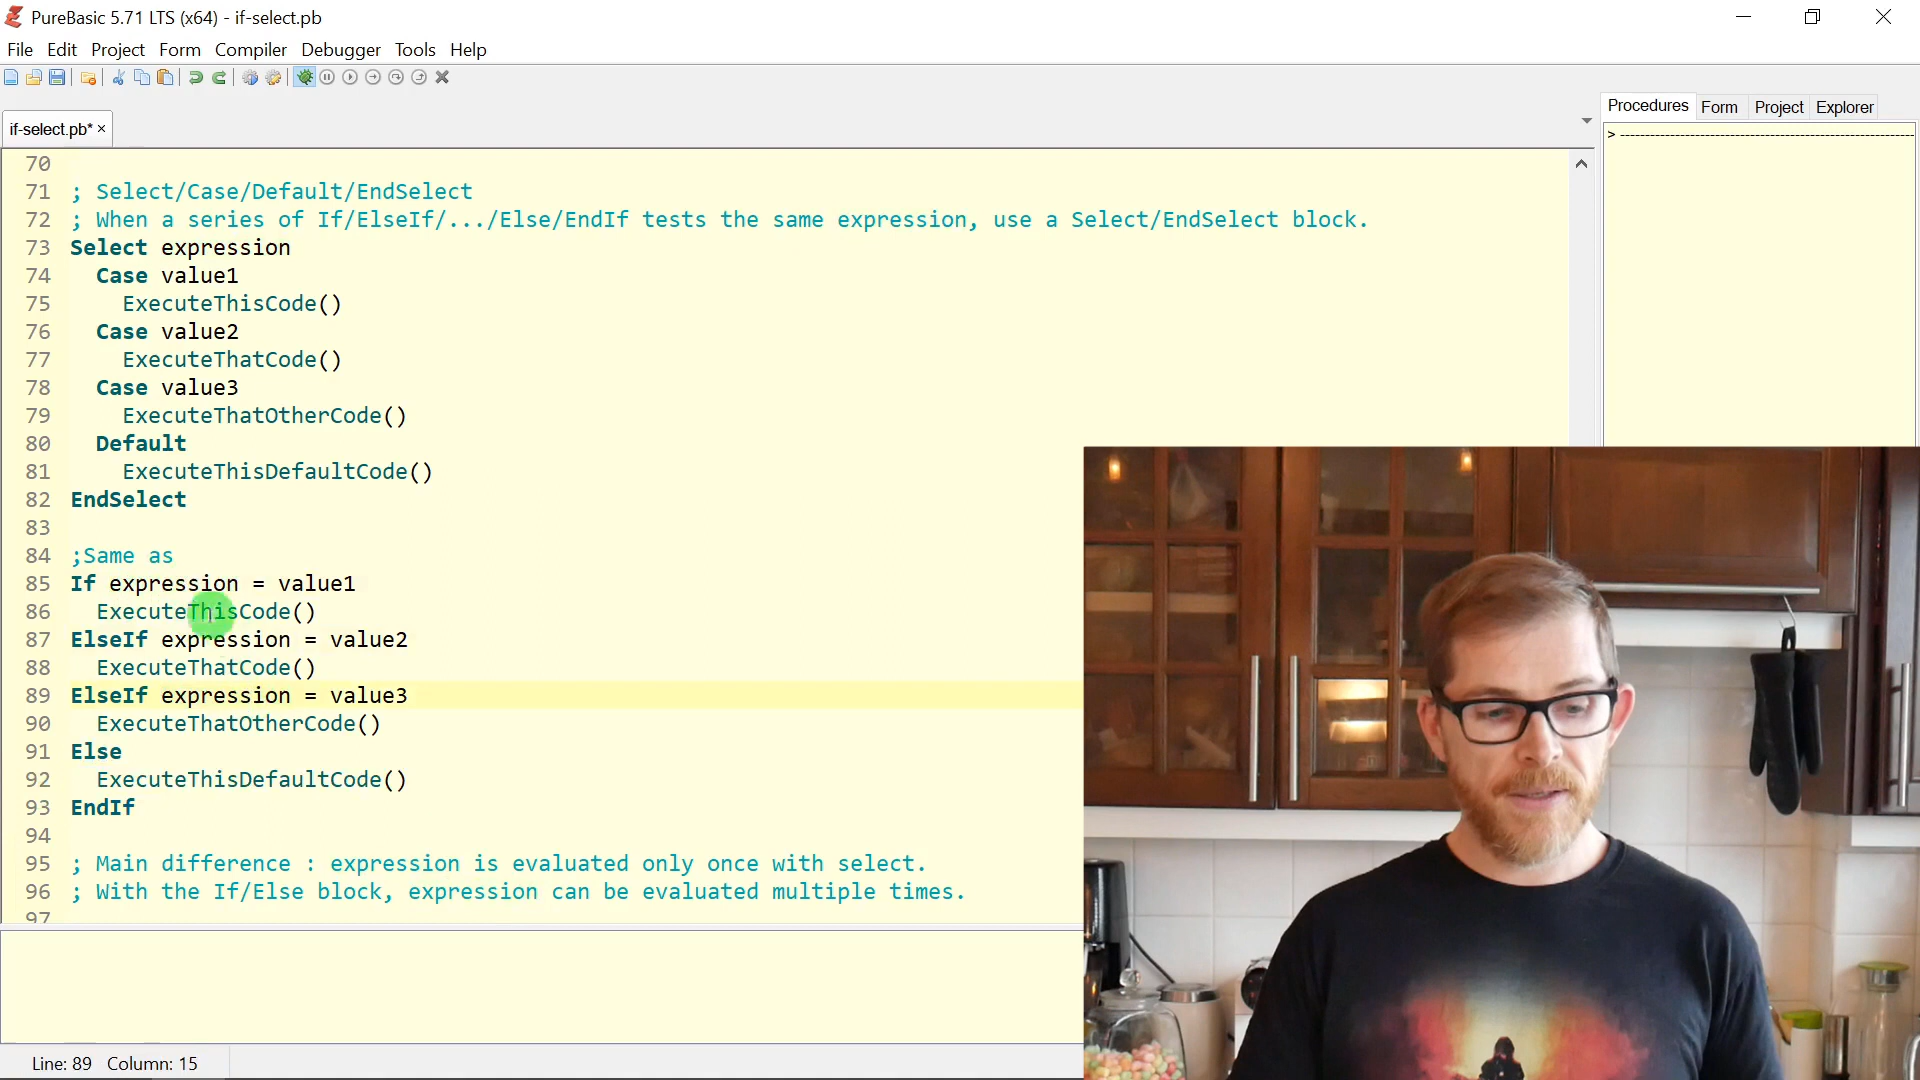 PureBasic 5.71 LTS (x64) - if-select.pb
File Edit Project Form Compiler Debugger Tools Help
if-select.pb*
Procedures Form Project Explorer
> ------------------------------------------------------
70
71 ; Select/Case/Default/EndSelect
72 ; When a series of If/ElseIf/.../Else/EndIf tests the same expression, use a Select/EndSelect block.
73 Select expression
74 Case value1
75 ExecuteThisCode()
76 Case value2
77 ExecuteThatCode()
78 Case value3
79 ExecuteThatOtherCode()
80 Default
81 ExecuteThisDefaultCode()
82 EndSelect
83
84 ;Same as
85 If expression = value1
86 ExecuteThisCode()
87 ElseIf expression = value2
88 ExecuteThatCode()
89 ElseIf expression = value3
90 ExecuteThatOtherCode()
91 Else
92 ExecuteThisDefaultCode()
93 EndIf
94
95 ; Main difference : expression is evaluated only once with select.
96 ; With the If/Else block, expression can be evaluated multiple times.
97
Line: 89 Column: 15